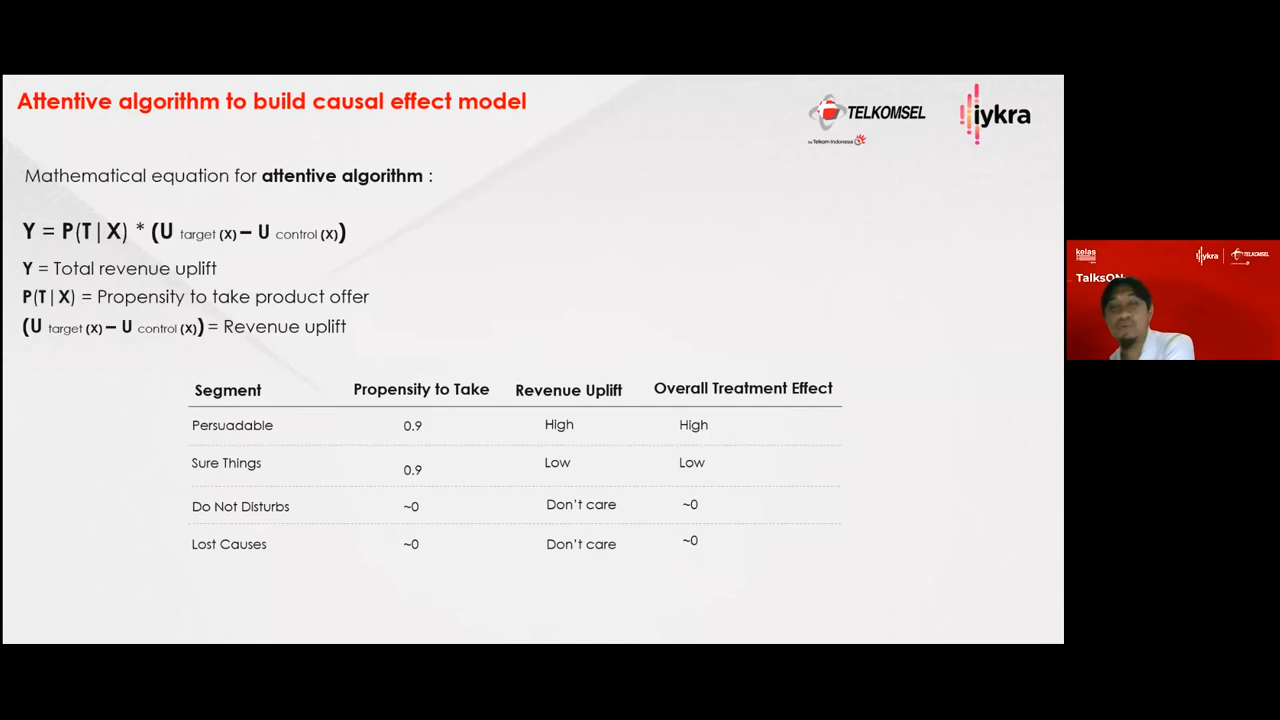 Attentive algorithm to build causal effect model
TELKOMSEL
by Telkom Indonesia
iykra
Mathematical equation for attentive algorithm :
Y = P(T|X) * (U target (X) – U control (X))
Y = Total revenue uplift
P(T|X) = Propensity to take product offer
(U target (X) – U control (X)) = Revenue uplift
Segment Propensity to Take Revenue Uplift Overall Treatment Effect
Persuadable 0.9 High High
Sure Things 0.9 Low Low
Do Not Disturbs ~0 Don't care ~0
Lost Causes ~0 Don't care ~0
kelas
iykra
TELKOMSEL
TalksON